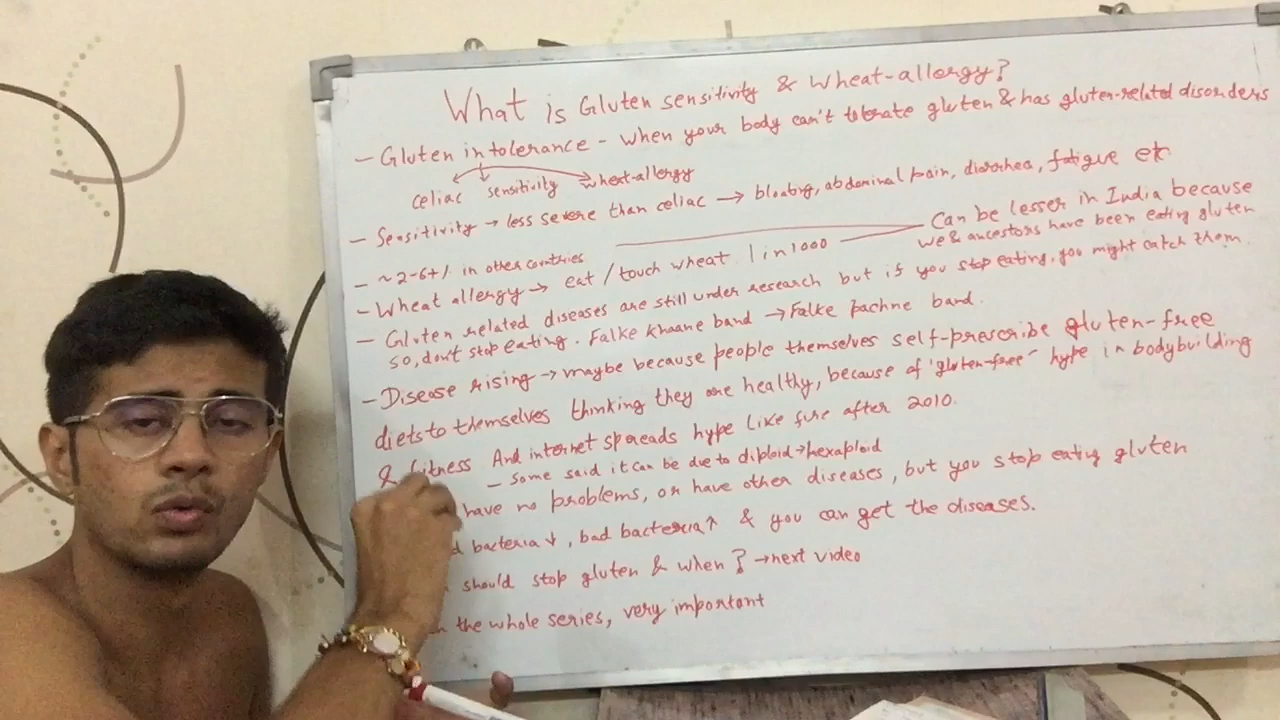 What is Gluten sensitivity & wheat-allergy?
- Gluten intolerance - when your body can't tolerate gluten & has gluten-related disorders
celiac sensitivity wheat-allergy
- Sensitivity → less severe than celiac → bloating, abdominal pain, diarrhea, fatigue etc
- ~2-6+% in other countries
Can be lesser in India because
we & ancestors have been eating gluten
- Wheat allergy → eat / touch wheat 1 in 1000
- Gluten related diseases are still under research but if you stop eating, you might catch them.
so, don't stop eating. Falke khaane band → Falke pachne band.
- Disease rising → maybe because people themselves self-prescribe gluten-free
diets to themselves thinking they are healthy, because of "gluten-free" hype in bodybuilding
& fitness And internet spreads hype like fire after 2010.
- Some said it can be due to diploid → hexaploid
have no problems, or have other diseases, but you stop eating gluten
d bacteria ↓, bad bacteria ↑ & you can get the diseases.
should stop gluten & when? → next video
the whole series, very important